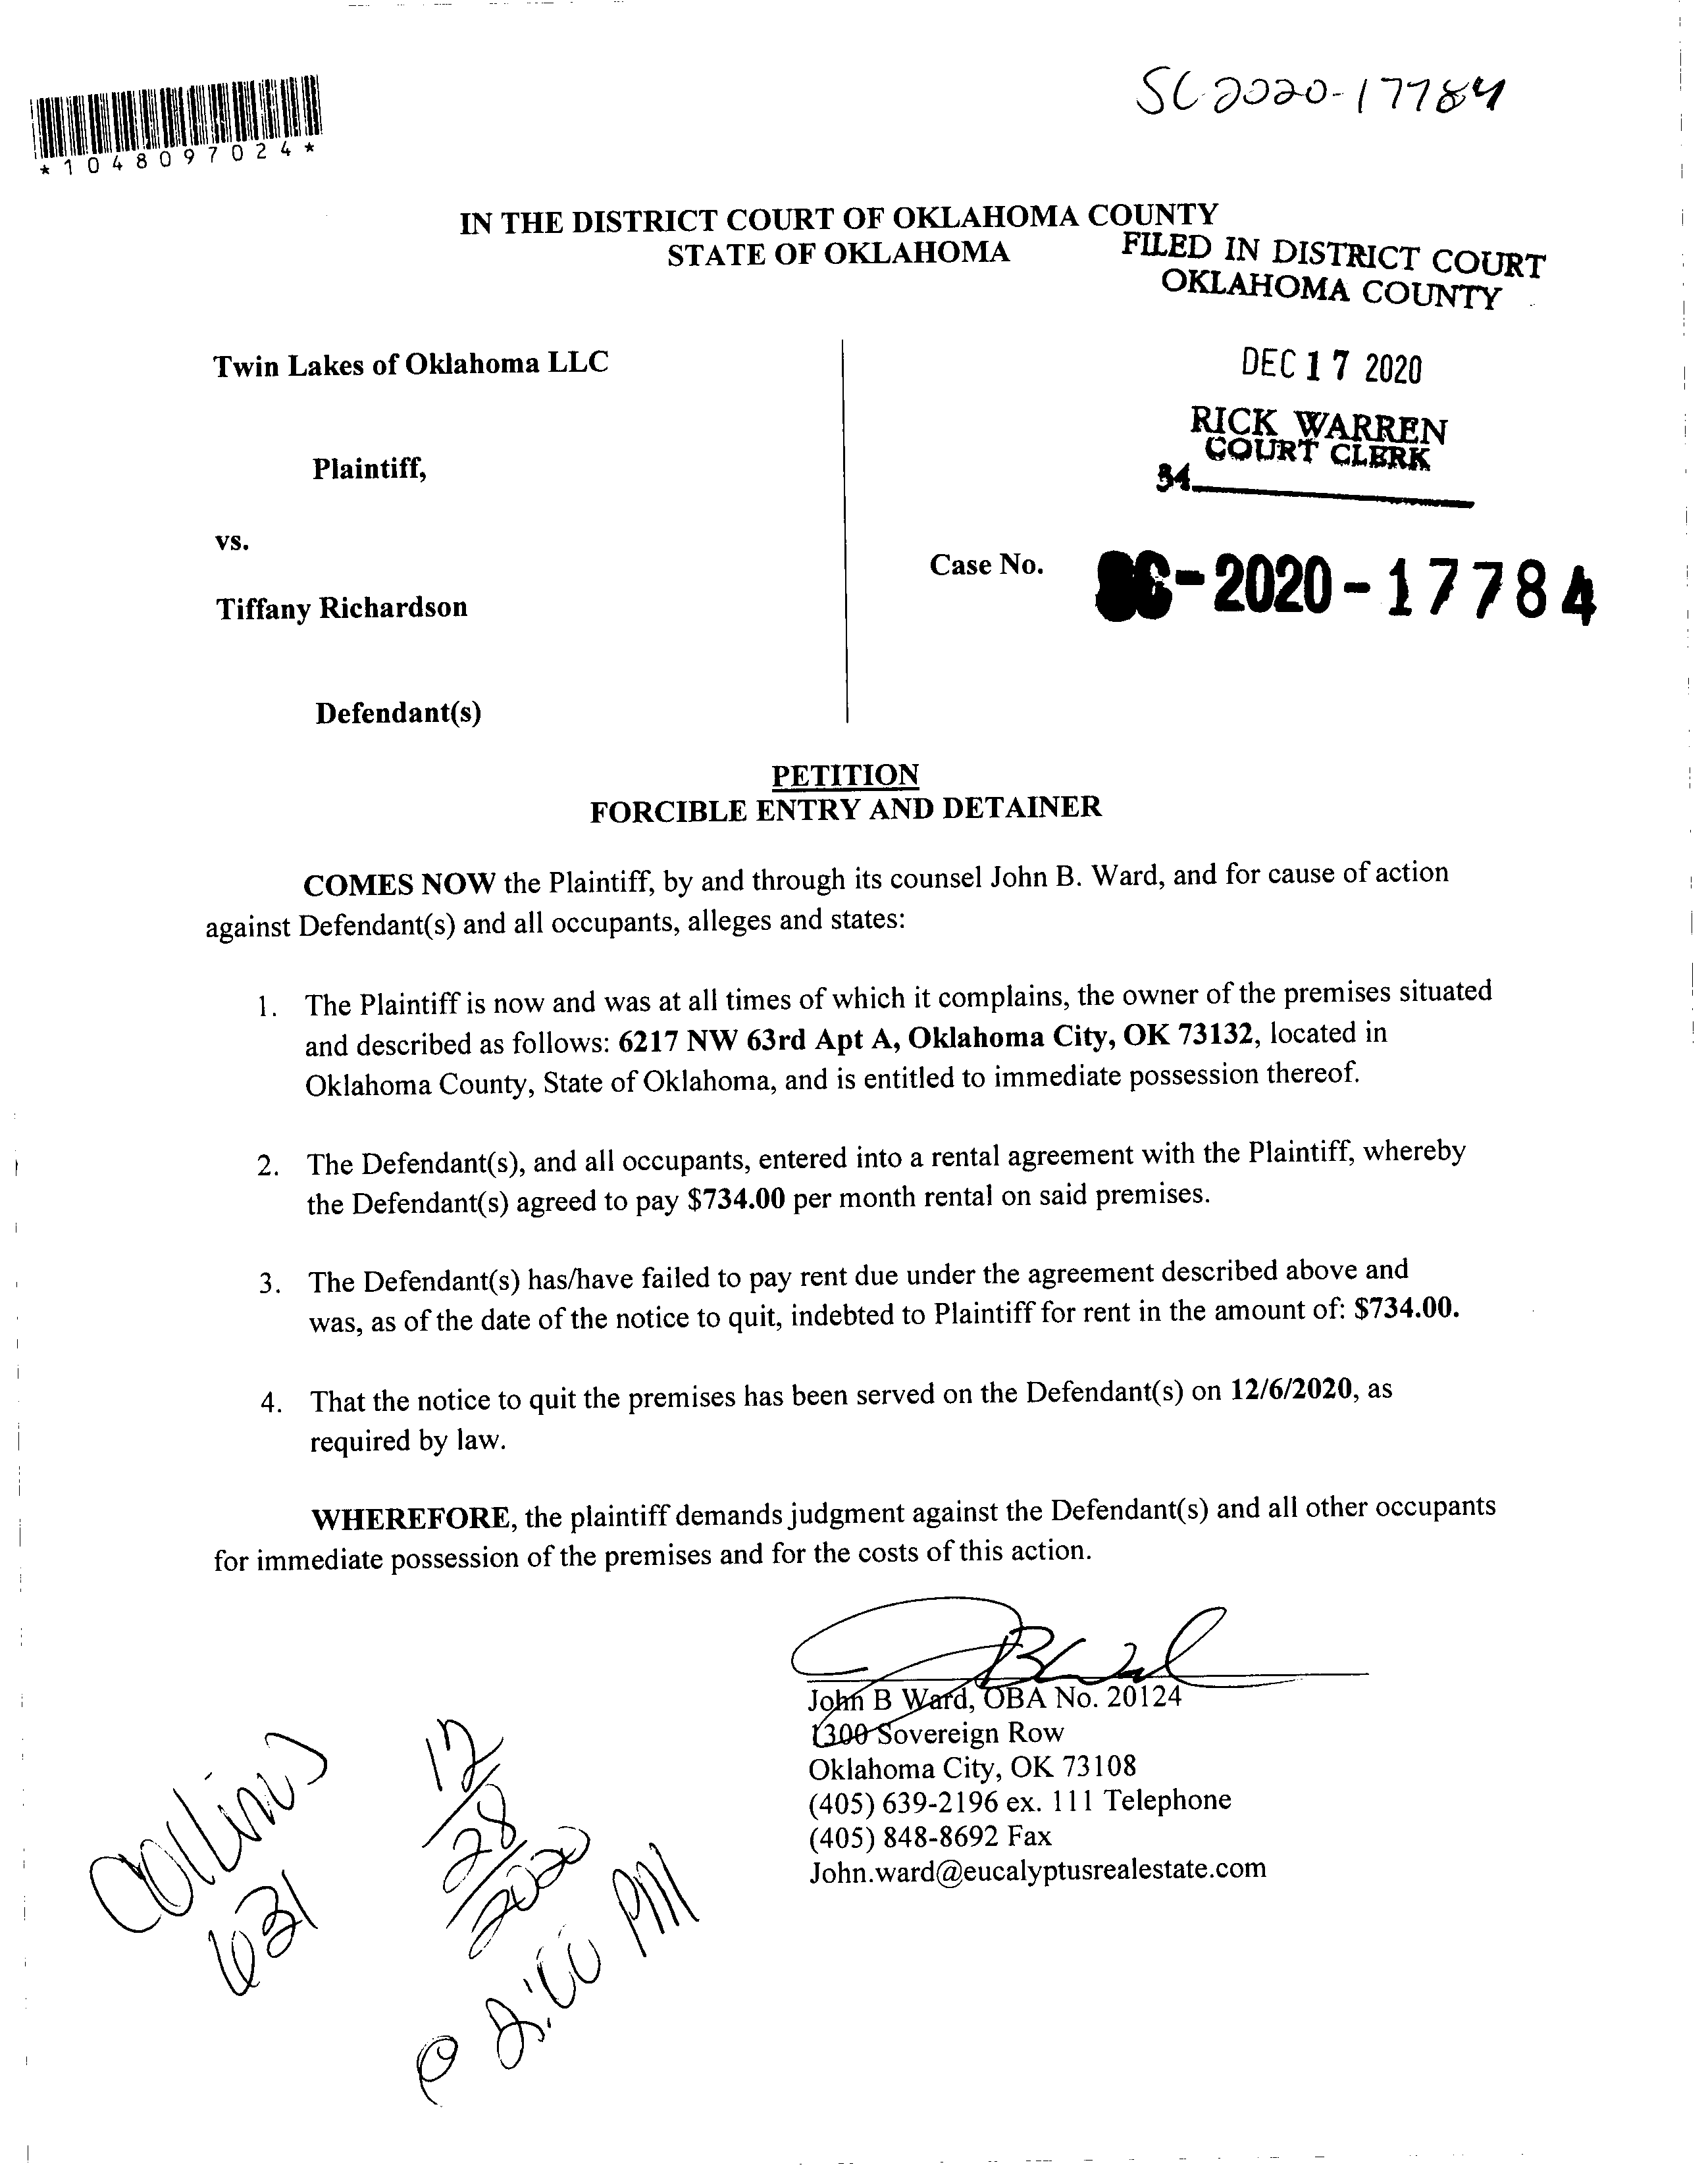 SC-2020-17784
*1048097024*
IN THE DISTRICT COURT OF OKLAHOMA COUNTY
STATE OF OKLAHOMA
FILED IN DISTRICT COURT
OKLAHOMA COUNTY
Twin Lakes of Oklahoma LLC
DEC 17 2020
RICK WARREN
COURT CLERK
34
Plaintiff,
vs.
Case No.
SC-2020-17784
Tiffany Richardson
Defendant(s)
PETITION
FORCIBLE ENTRY AND DETAINER
COMES NOW the Plaintiff, by and through its counsel John B. Ward, and for cause of action
against Defendant(s) and all occupants, alleges and states:
1. The Plaintiff is now and was at all times of which it complains, the owner of the premises situated
and described as follows: 6217 NW 63rd Apt A, Oklahoma City, OK 73132, located in
Oklahoma County, State of Oklahoma, and is entitled to immediate possession thereof.
2. The Defendant(s), and all occupants, entered into a rental agreement with the Plaintiff, whereby
the Defendant(s) agreed to pay $734.00 per month rental on said premises.
3. The Defendant(s) has/have failed to pay rent due under the agreement described above and
was, as of the date of the notice to quit, indebted to Plaintiff for rent in the amount of: $734.00.
4. That the notice to quit the premises has been served on the Defendant(s) on 12/6/2020, as
required by law.
WHEREFORE, the plaintiff demands judgment against the Defendant(s) and all other occupants
for immediate possession of the premises and for the costs of this action.
John B Ward, OBA No. 20124
1300 Sovereign Row
Oklahoma City, OK 73108
(405) 639-2196 ex. 111 Telephone
(405) 848-8692 Fax
John.ward@eucalyptusrealestate.com
Collins
631
12/28/2020
@ 2:00 PM